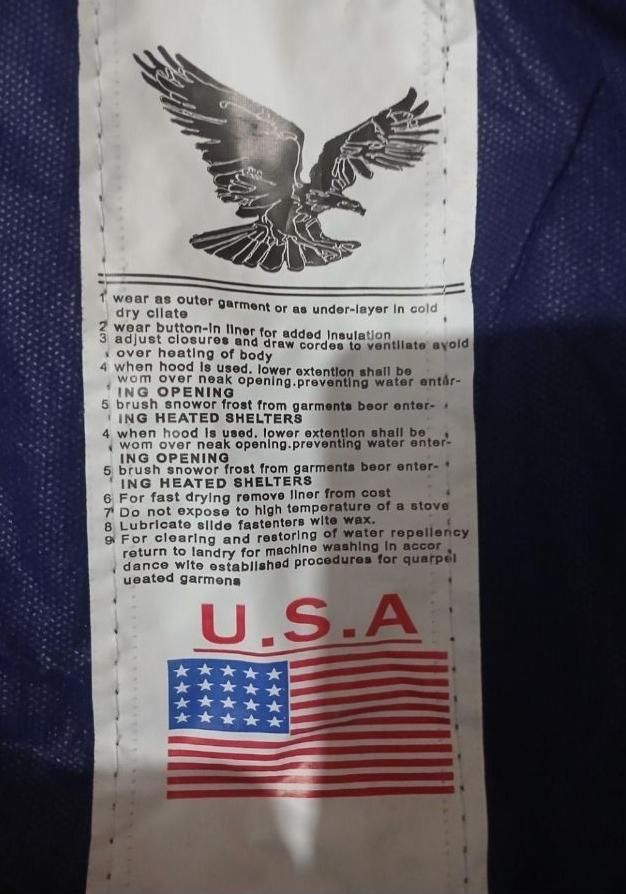 1 wear as outer garment or as under-layer in cold
dry cliate
2 wear button-in liner for added insulation
3 adjust closures and draw cordes to ventilate avoid
over heating of body
4 when hood is used. lower extention shall be
wom over neak opening.preventing water enter-
ING OPENING
5 brush snowor frost from garments beor enter-
ING HEATED SHELTERS
4 when hood is used. lower extention shall be
wom over neak opening.preventing water enter-
ING OPENING
5 brush snowor frost from garments beor enter-
ING HEATED SHELTERS
6 For fast drying remove liner from cost
7 Do not expose to high temperature of a stove
8 Lubricate slide fastenters wite wax.
9 For clearing and restoring of water repellency
return to landry for machine washing in accor
dance wite established procedures for quarpel
ueated garmens
U.S.A